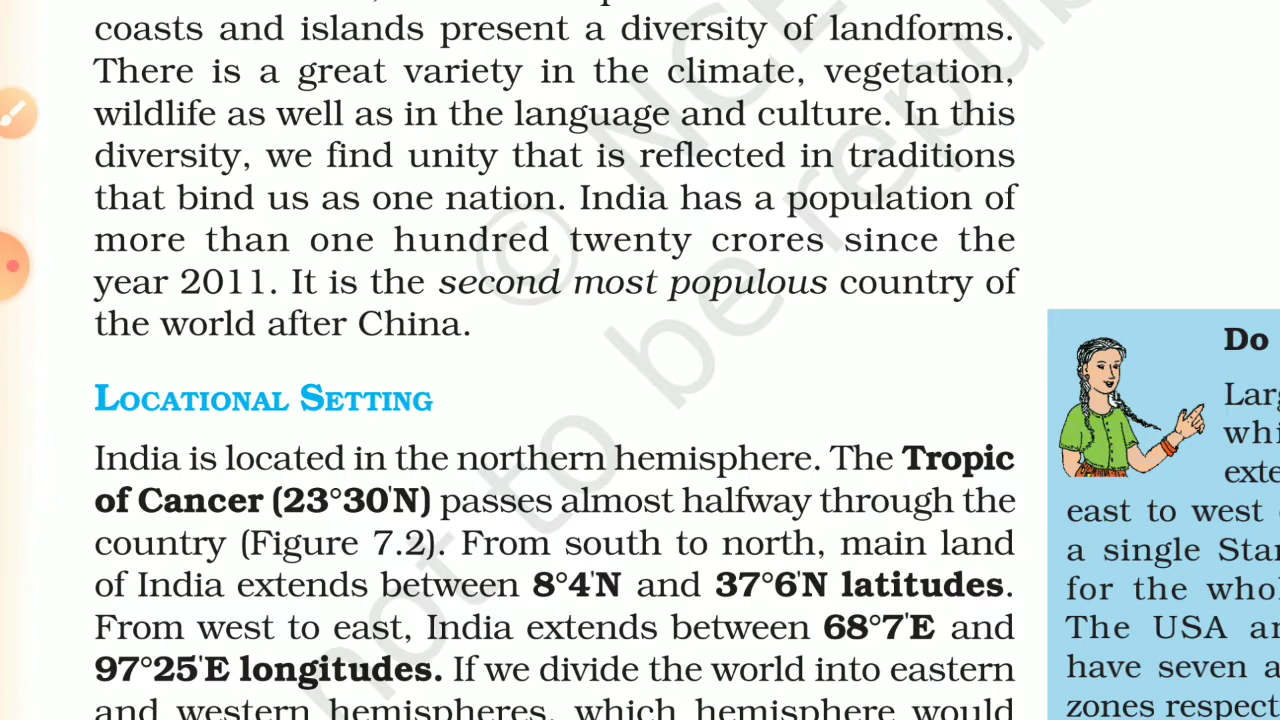 coasts and islands present a diversity of landforms.
There is a great variety in the climate, vegetation,
wildlife as well as in the language and culture. In this
diversity, we find unity that is reflected in traditions
that bind us as one nation. India has a population of
more than one hundred twenty crores since the
year 2011. It is the second most populous country of
the world after China.
LOCATIONAL SETTING
India is located in the northern hemisphere. The Tropic
of Cancer (23°30'N) passes almost halfway through the
country (Figure 7.2). From south to north, main land
of India extends between 8°4'N and 37°6'N latitudes.
From west to east, India extends between 68°7'E and
97°25'E longitudes. If we divide the world into eastern
and western hemispheres, which hemisphere would
Do
east to west
a single
for the
The USA
have seven
zones
© NCE
not to be repub